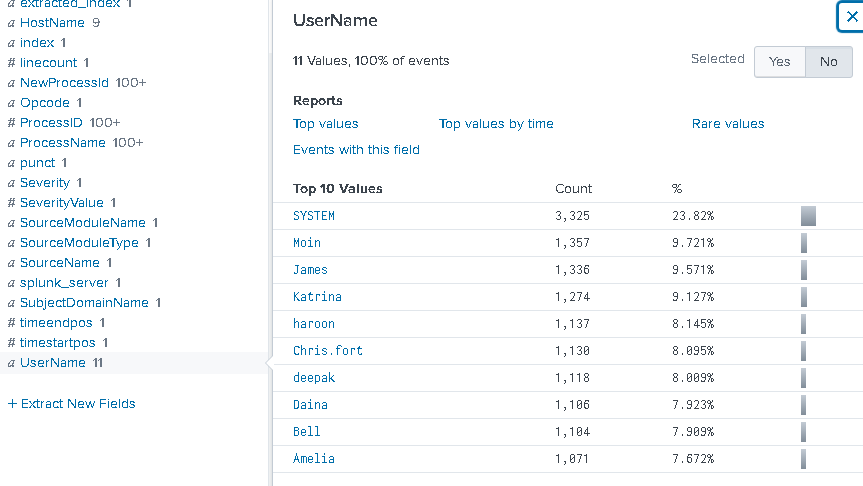 a extracted_index 1
a HostName 9
a index 1
# linecount 1
a NewProcessId 100+
a Opcode 1
# ProcessID 100+
a ProcessName 100+
a punct 1
a Severity 1
# SeverityValue 1
a SourceModuleName 1
a SourceModuleType 1
a SourceName 1
a splunk_server 1
a SubjectDomainName 1
# timeendpos 1
# timestartpos 1
a UserName 11
+ Extract New Fields
UserName
11 Values, 100% of events
Selected Yes No
Reports
Top values Top values by time Rare values
Events with this field
Top 10 Values Count %
SYSTEM 3,325 23.82%
Moin 1,357 9.721%
James 1,336 9.571%
Katrina 1,274 9.127%
haroon 1,137 8.145%
Chris.fort 1,130 8.095%
deepak 1,118 8.009%
Daina 1,106 7.923%
Bell 1,104 7.909%
Amelia 1,071 7.672%